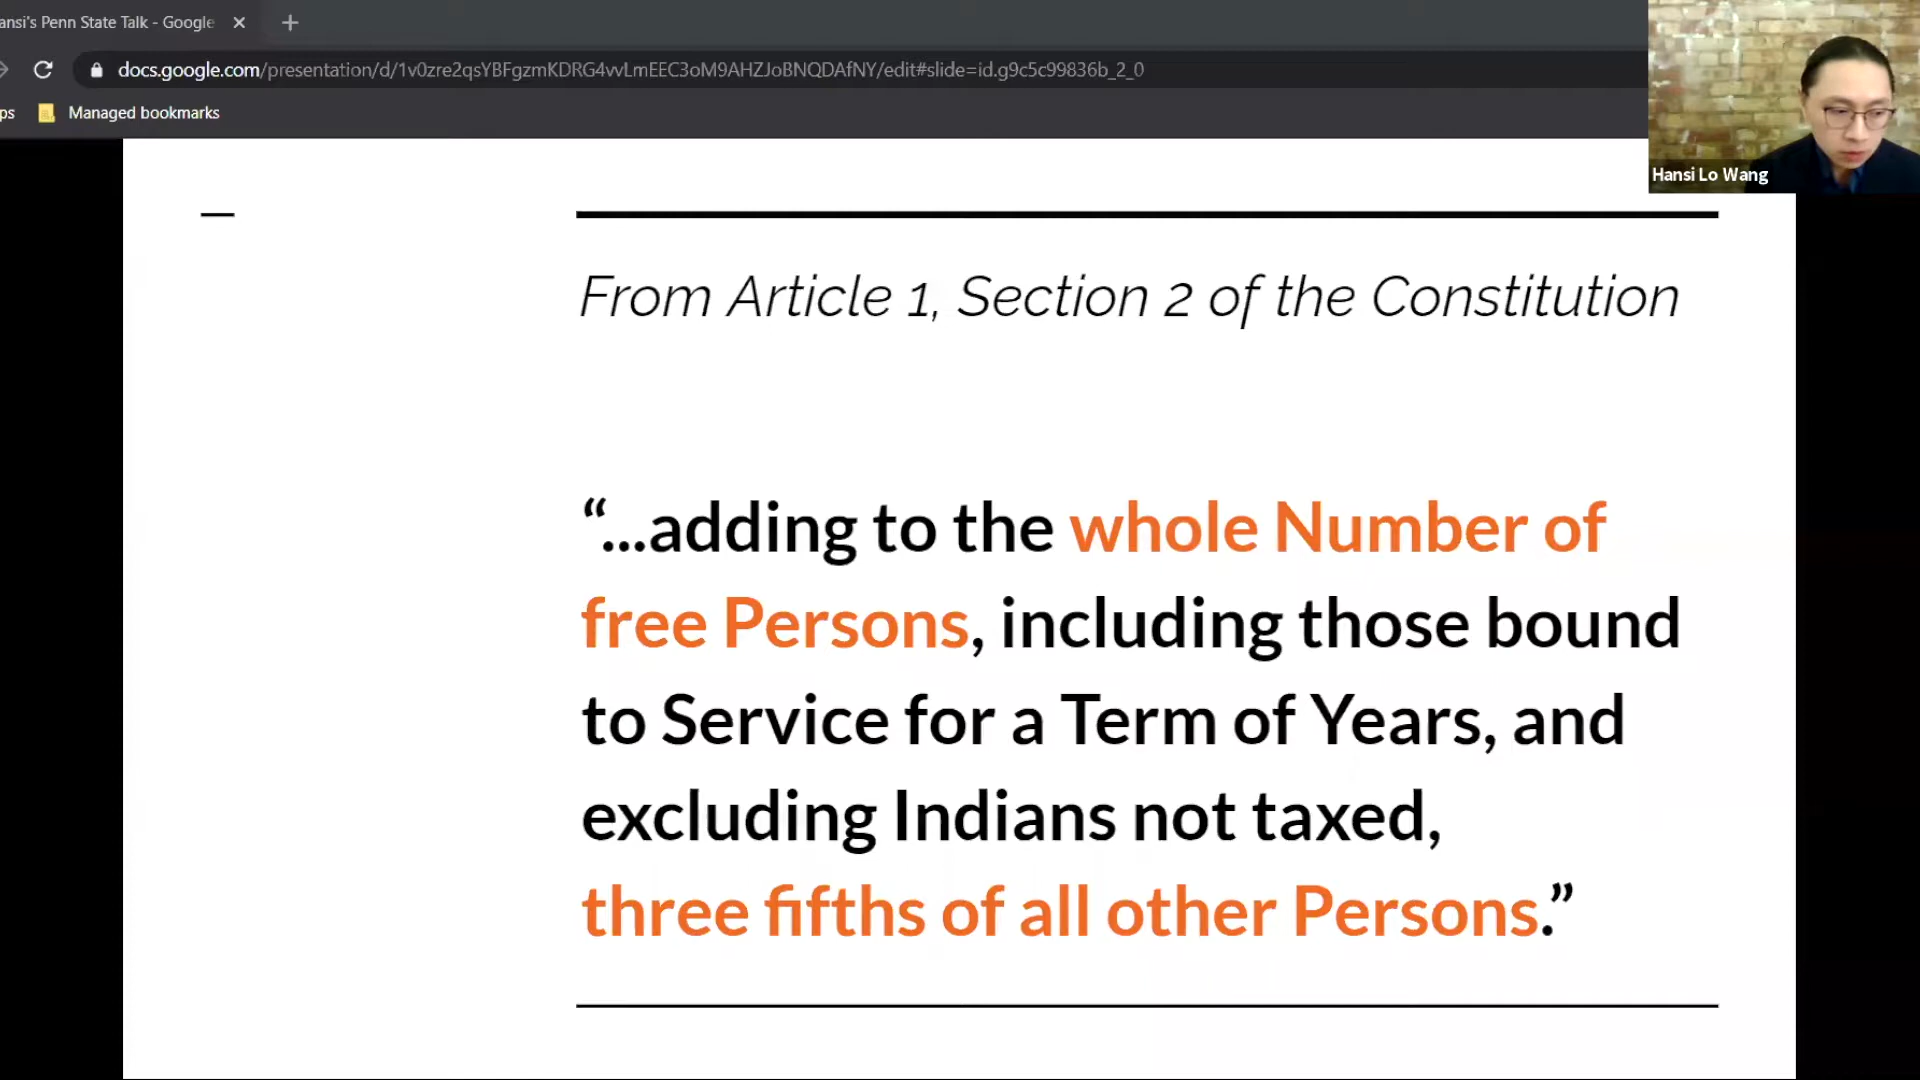 ansi's Penn State Talk - Google
docs.google.com/presentation/d/1v0zre2qsYBFgzmKDRG4vvLmEEC3oM9AHZJoBNQDAfNY/edit#slide=id.g9c5c99836b_2_0
ps Managed bookmarks
Hansi Lo Wang
From Article 1, Section 2 of the Constitution
“...adding to the whole Number of
free Persons, including those bound
to Service for a Term of Years, and
excluding Indians not taxed,
three fifths of all other Persons.”